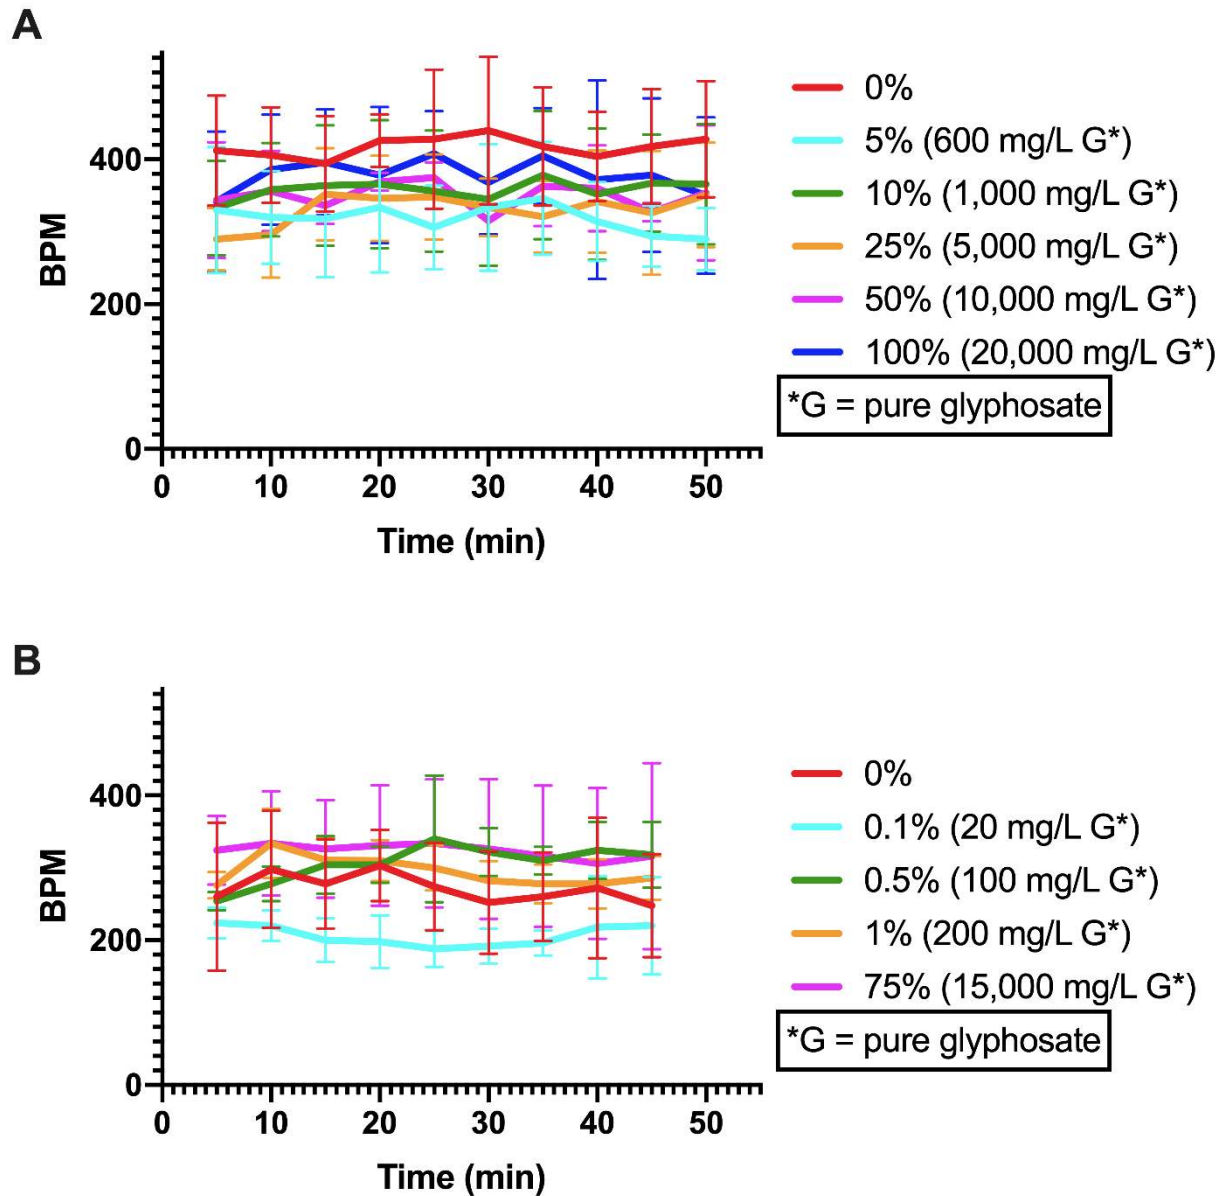 A
BPM
400
200
0
0 10 20 30 40 50
Time (min)
0%
5% (600 mg/L G*)
10% (1,000 mg/L G*)
25% (5,000 mg/L G*)
50% (10,000 mg/L G*)
100% (20,000 mg/L G*)
*G = pure glyphosate
B
BPM
400
200
0
0 10 20 30 40 50
Time (min)
0%
0.1% (20 mg/L G*)
0.5% (100 mg/L G*)
1% (200 mg/L G*)
75% (15,000 mg/L G*)
*G = pure glyphosate